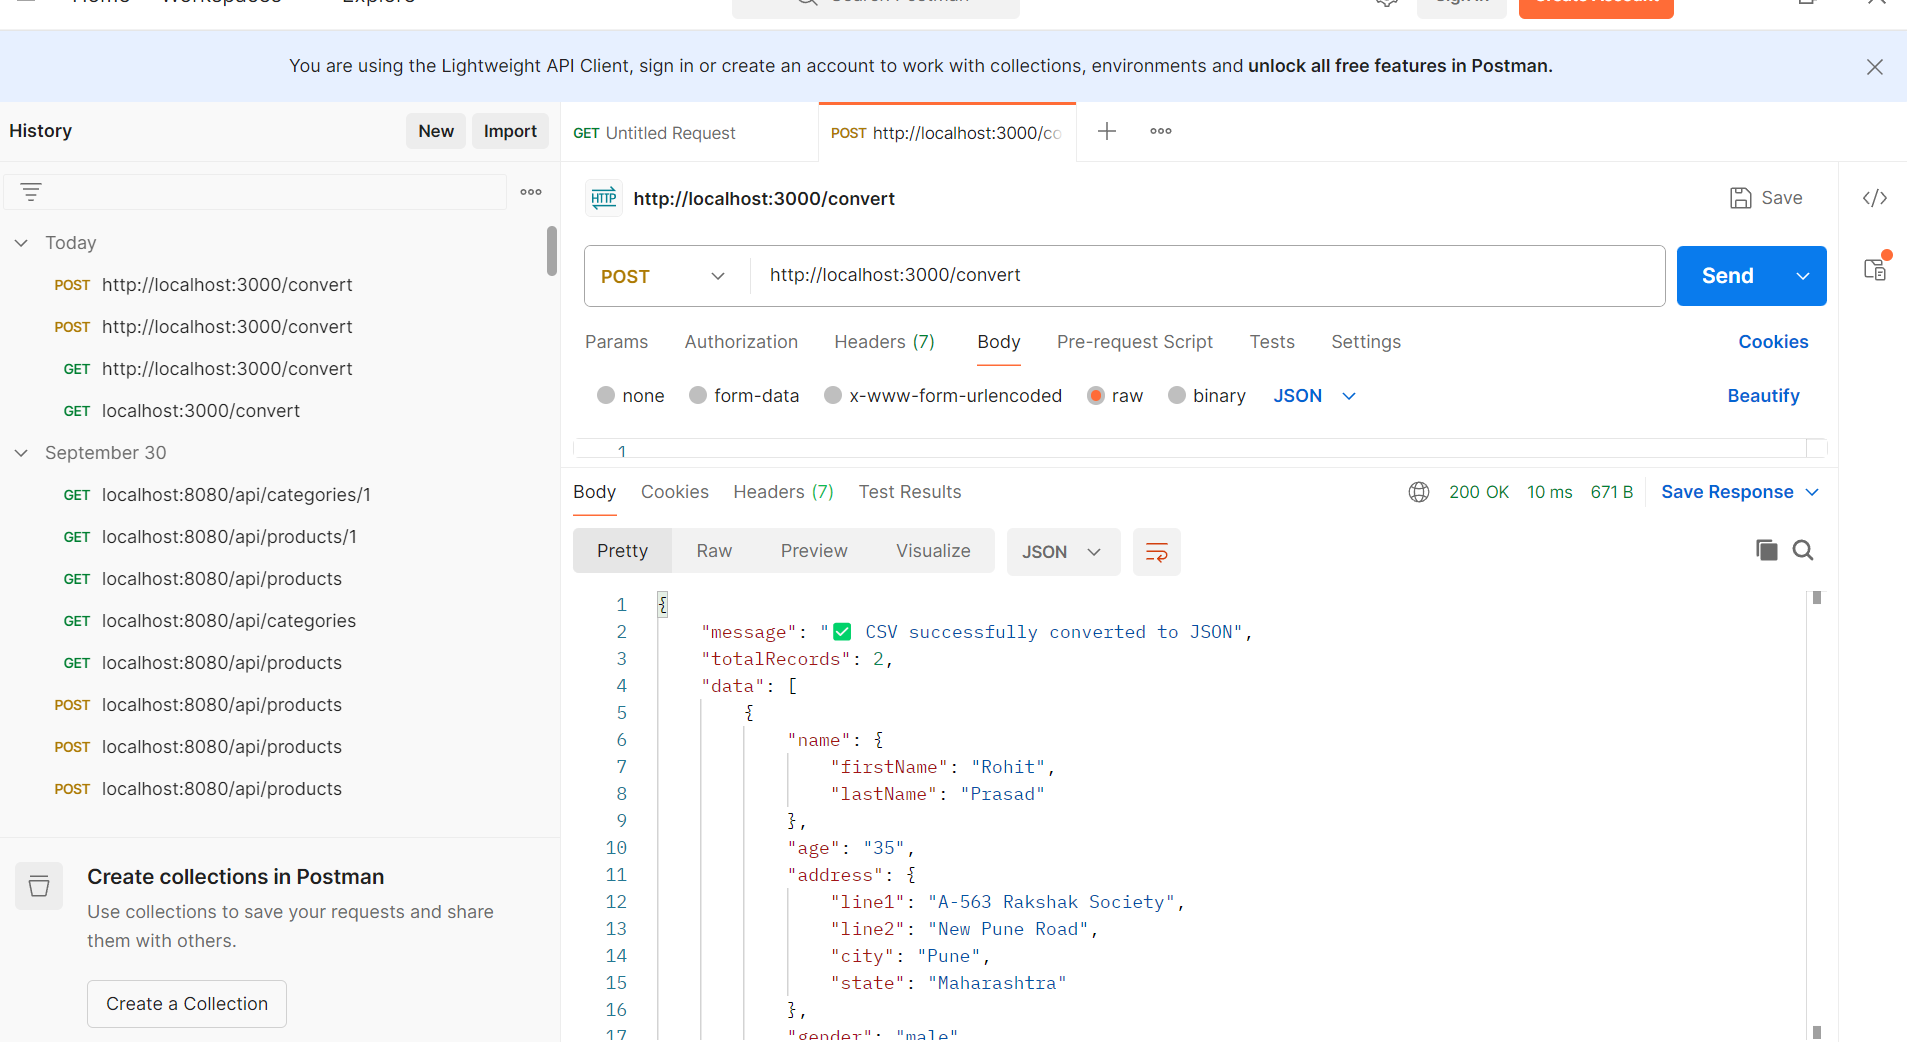 Home Workspaces Explore Search Postman Sign In Create Account
You are using the Lightweight API Client, sign in or create an account to work with collections, environments and unlock all free features in Postman.
History New Import
GET Untitled Request
POST http://localhost:3000/co
Today
POST http://localhost:3000/convert
POST http://localhost:3000/convert
GET http://localhost:3000/convert
GET localhost:3000/convert
September 30
GET localhost:8080/api/categories/1
GET localhost:8080/api/products/1
GET localhost:8080/api/products
GET localhost:8080/api/categories
GET localhost:8080/api/products
POST localhost:8080/api/products
POST localhost:8080/api/products
POST localhost:8080/api/products
Create collections in Postman
Use collections to save your requests and share
them with others.
Create a Collection
HTTP http://localhost:3000/convert Save </>
POST http://localhost:3000/convert Send
Params Authorization Headers (7) Body Pre-request Script Tests Settings Cookies
none form-data x-www-form-urlencoded raw binary JSON Beautify
1
Body Cookies Headers (7) Test Results 200 OK 10 ms 671 B Save Response
Pretty Raw Preview Visualize JSON
1 {
2 "message": "✅ CSV successfully converted to JSON",
3 "totalRecords": 2,
4 "data": [
5 {
6 "name": {
7 "firstName": "Rohit",
8 "lastName": "Prasad"
9 },
10 "age": "35",
11 "address": {
12 "line1": "A-563 Rakshak Society",
13 "line2": "New Pune Road",
14 "city": "Pune",
15 "state": "Maharashtra"
16 },
17 "gender": "male"